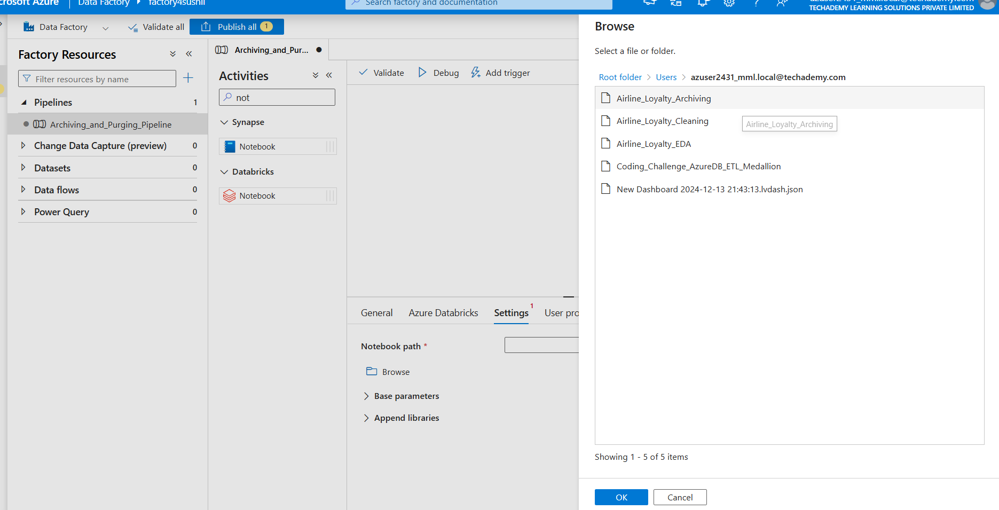 crosoft Azure
Data Factory
factory4sushil
Search factory and documentation
TECHADEMY LEARNING SOLUTIONS PRIVATE LIMITED
Data Factory
Validate all
Publish all 1
Factory Resources
Filter resources by name
Pipelines 1
Archiving_and_Purging_Pipeline
Change Data Capture (preview) 0
Datasets 0
Data flows 0
Power Query 0
Archiving_and_Pur...
Activities
not
Synapse
Notebook
Databricks
Notebook
Validate
Debug
Add trigger
General
Azure Databricks
Settings 1
User pro
Notebook path *
Browse
Base parameters
Append libraries
Browse
Select a file or folder.
Root folder > Users > azuser2431_mml.local@techademy.com
Airline_Loyalty_Archiving
Airline_Loyalty_Cleaning
Airline_Loyalty_Archiving
Airline_Loyalty_EDA
Coding_Challenge_AzureDB_ETL_Medallion
New Dashboard 2024-12-13 21:43:13.lvdash.json
Showing 1 - 5 of 5 items
OK
Cancel